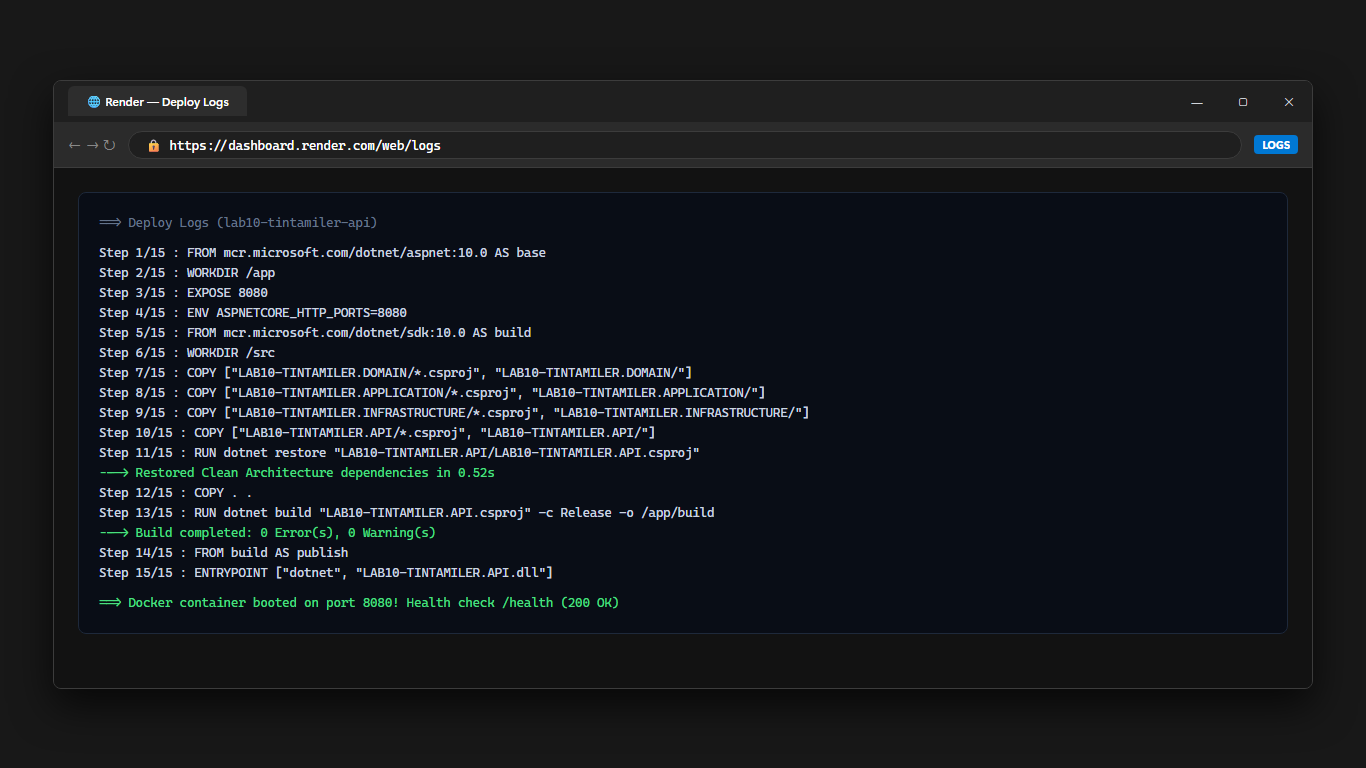 Render — Deploy Logs
https://dashboard.render.com/web/logs
LOGS
==> Deploy Logs (lab10-tintamiler-api)
Step 1/15 : FROM mcr.microsoft.com/dotnet/aspnet:10.0 AS base
Step 2/15 : WORKDIR /app
Step 3/15 : EXPOSE 8080
Step 4/15 : ENV ASPNETCORE_HTTP_PORTS=8080
Step 5/15 : FROM mcr.microsoft.com/dotnet/sdk:10.0 AS build
Step 6/15 : WORKDIR /src
Step 7/15 : COPY ["LAB10-TINTAMILER.DOMAIN/*.csproj", "LAB10-TINTAMILER.DOMAIN/"]
Step 8/15 : COPY ["LAB10-TINTAMILER.APPLICATION/*.csproj", "LAB10-TINTAMILER.APPLICATION/"]
Step 9/15 : COPY ["LAB10-TINTAMILER.INFRASTRUCTURE/*.csproj", "LAB10-TINTAMILER.INFRASTRUCTURE/"]
Step 10/15 : COPY ["LAB10-TINTAMILER.API/*.csproj", "LAB10-TINTAMILER.API/"]
Step 11/15 : RUN dotnet restore "LAB10-TINTAMILER.API/LAB10-TINTAMILER.API.csproj"
---> Restored Clean Architecture dependencies in 0.52s
Step 12/15 : COPY . .
Step 13/15 : RUN dotnet build "LAB10-TINTAMILER.API.csproj" -c Release -o /app/build
---> Build completed: 0 Error(s), 0 Warning(s)
Step 14/15 : FROM build AS publish
Step 15/15 : ENTRYPOINT ["dotnet", "LAB10-TINTAMILER.API.dll"]
==> Docker container booted on port 8080! Health check /health (200 OK)